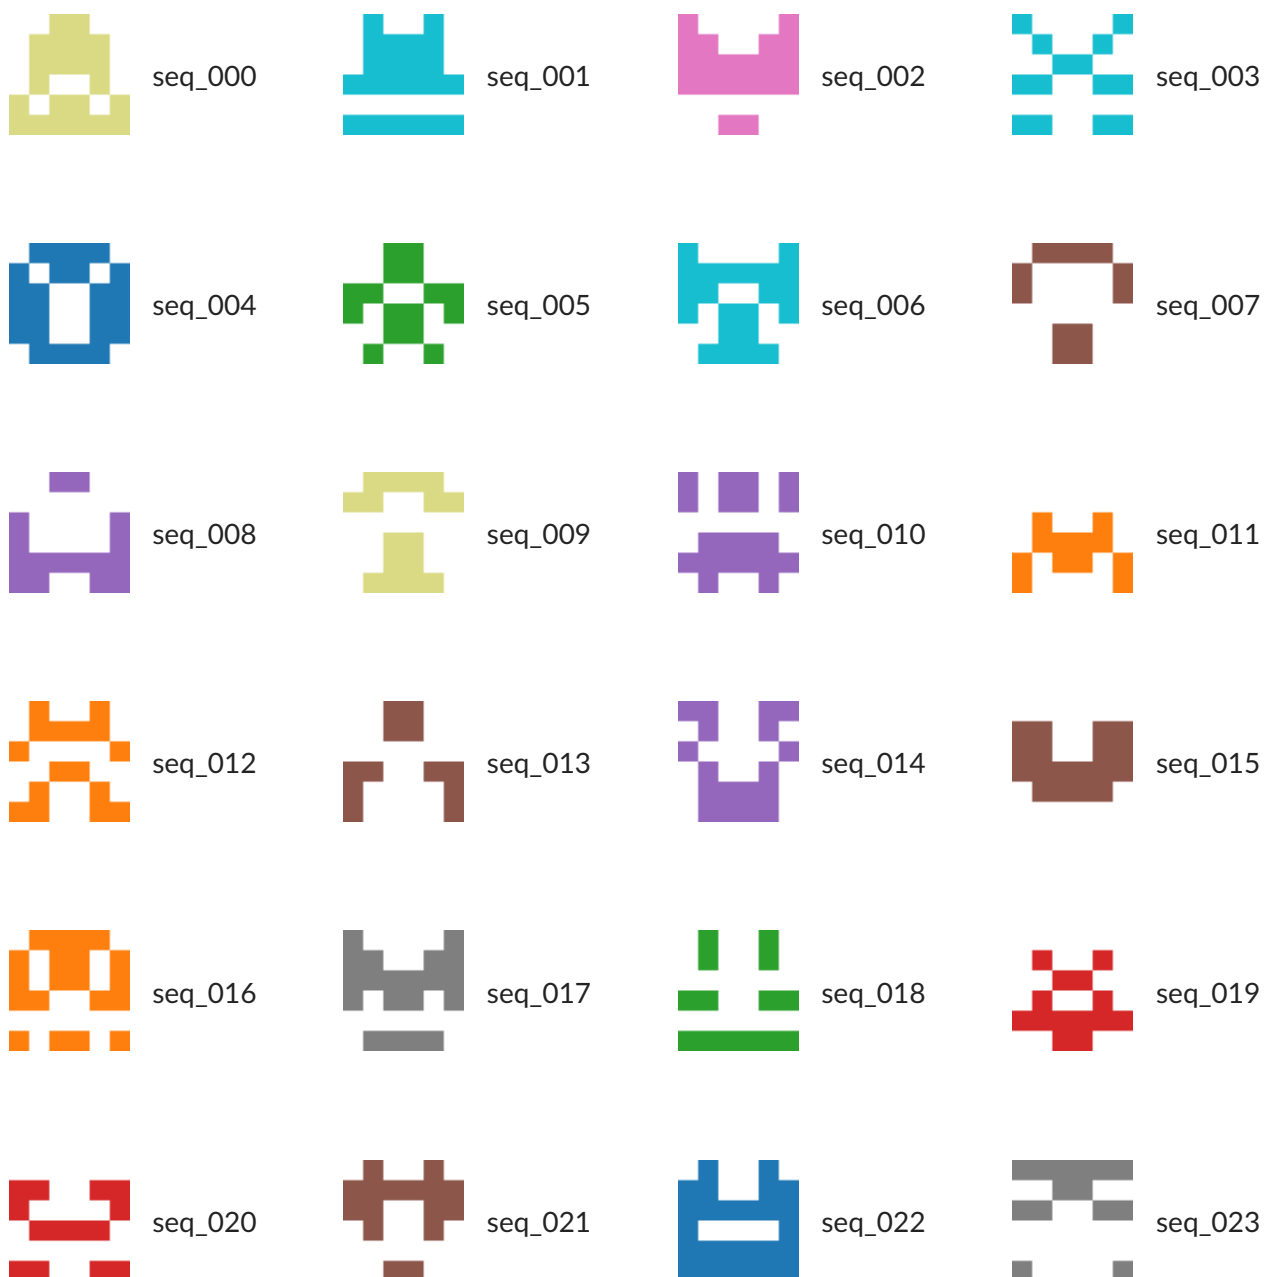 seq_000 seq_001 seq_002 seq_003
seq_004 seq_005 seq_006 seq_007
seq_008 seq_009 seq_010 seq_011
seq_012 seq_013 seq_014 seq_015
seq_016 seq_017 seq_018 seq_019
seq_020 seq_021 seq_022 seq_023